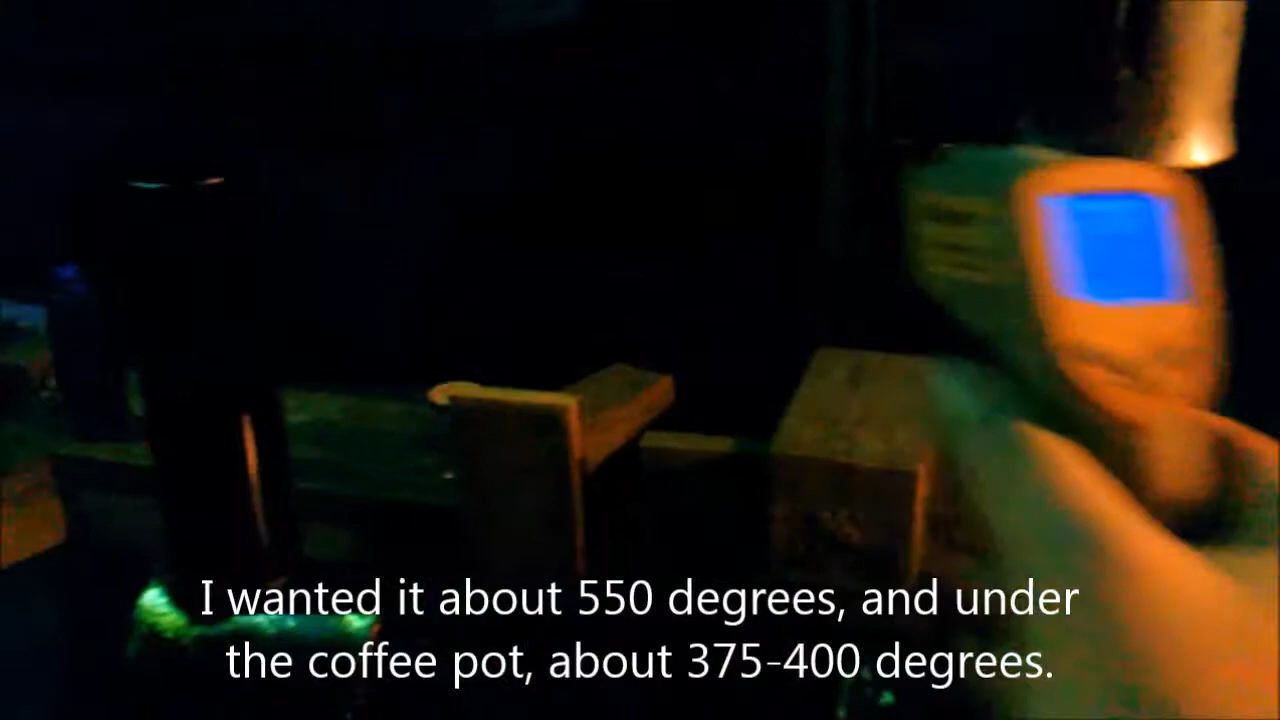 I wanted it about 550 degrees, and under
the coffee pot, about 375-400 degrees.